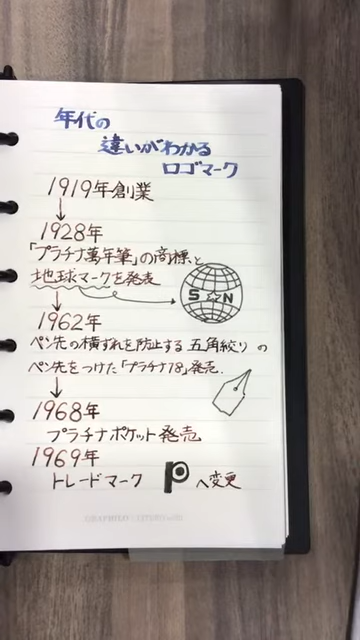 年代の
違いがわかる
ロゴマーク
1919年創業
1928年
「プラチナ萬年筆」の商標と
地球マークを発表
S N
1962年
ペン先の横ずれを防止する五角絞りの
ペン先をつけた「プラチナ18」発売.
1968年
プラチナポケット発売
1969年
トレードマーク P へ変更